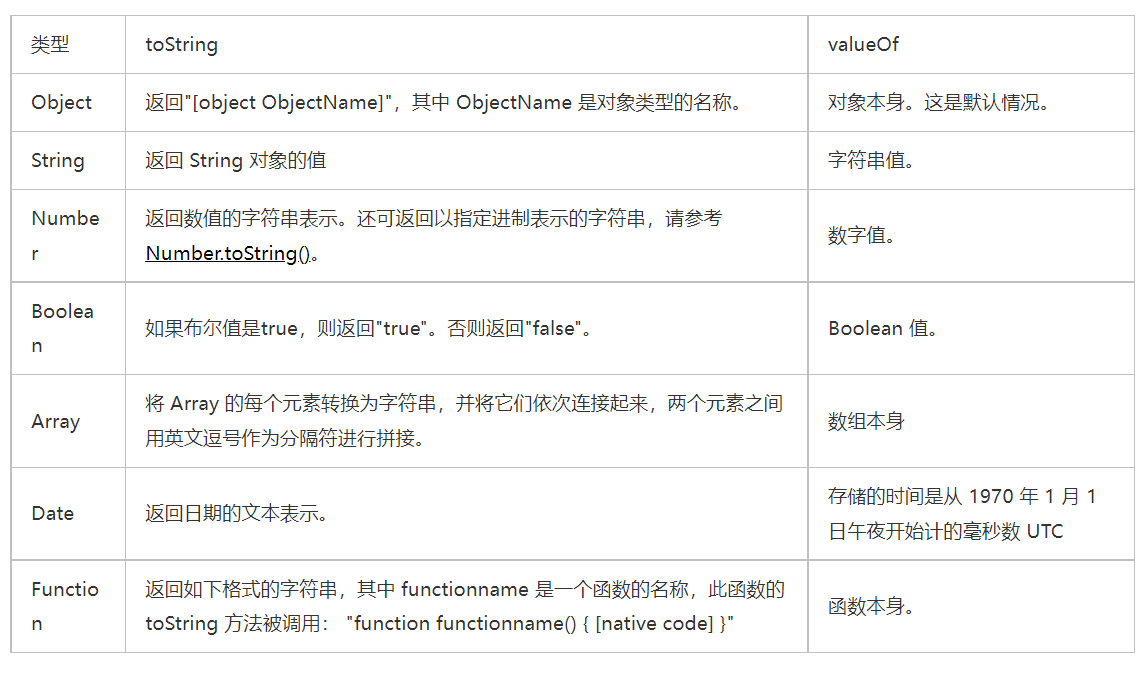 类型
toString
valueOf
Object
返回"[object ObjectName]"，其中 ObjectName 是对象类型的名称。
对象本身。这是默认情况。
String
返回 String 对象的值
字符串值。
Numbe
r
返回数值的字符串表示。还可返回以指定进制表示的字符串，请参考
Number.toString()。
数字值。
Boolea
n
如果布尔值是true，则返回"true"。否则返回"false"。
Boolean 值。
Array
将 Array 的每个元素转换为字符串，并将它们依次连接起来，两个元素之间
用英文逗号作为分隔符进行拼接。
数组本身
Date
返回日期的文本表示。
存储的时间是从 1970 年 1 月 1
日午夜开始计的毫秒数 UTC
Functio
n
返回如下格式的字符串，其中 functionname 是一个函数的名称，此函数的
toString 方法被调用： "function functionname() { [native code] }"
函数本身。